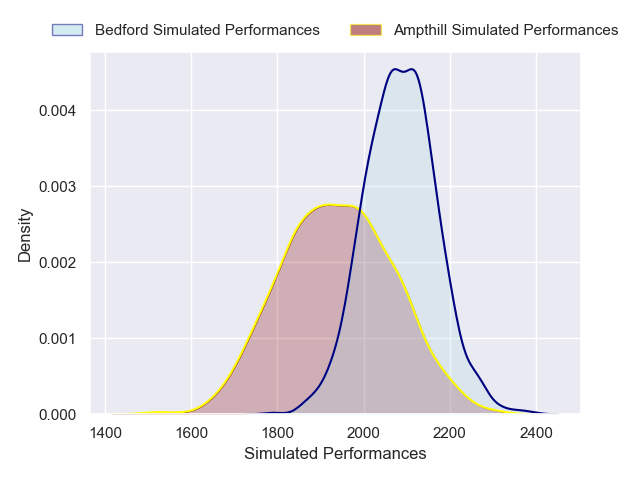 Bedford Simulated Performances Ampthill Simulated Performances
0.004
0.003
0.002
0.001
0.000
Density
1400 1600 1800 2000 2200 2400
Simulated Performances